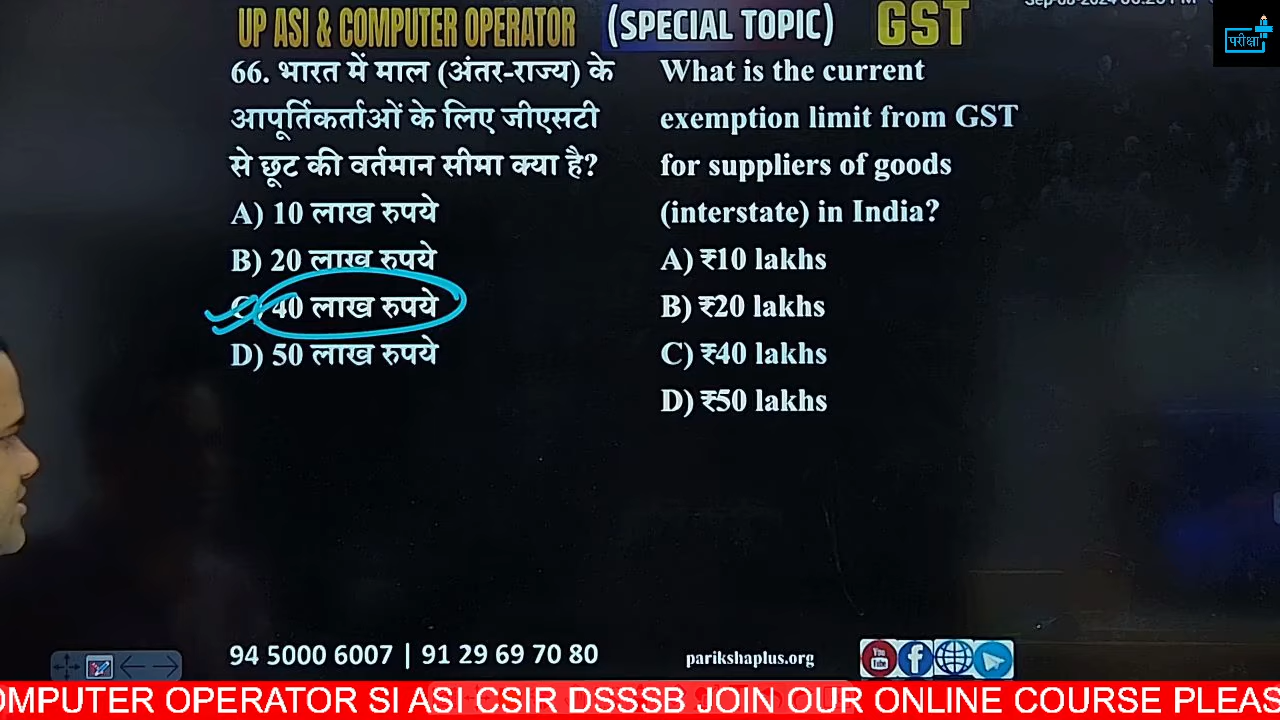 UP ASI & COMPUTER OPERATOR (SPECIAL TOPIC) GST
परीक्षा
66. भारत में माल (अंतर-राज्य) के
आपूर्तिकर्ताओं के लिए जीएसटी
से छूट की वर्तमान सीमा क्या है?
A) 10 लाख रुपये
B) 20 लाख रुपये
C) 40 लाख रुपये
D) 50 लाख रुपये
What is the current
exemption limit from GST
for suppliers of goods
(interstate) in India?
A) ₹10 lakhs
B) ₹20 lakhs
C) ₹40 lakhs
D) ₹50 lakhs
94 5000 6007 | 91 29 69 70 80
parikshaplus.org
You
Tube
OMPUTER OPERATOR SI ASI CSIR DSSSB JOIN OUR ONLINE COURSE PLEAS